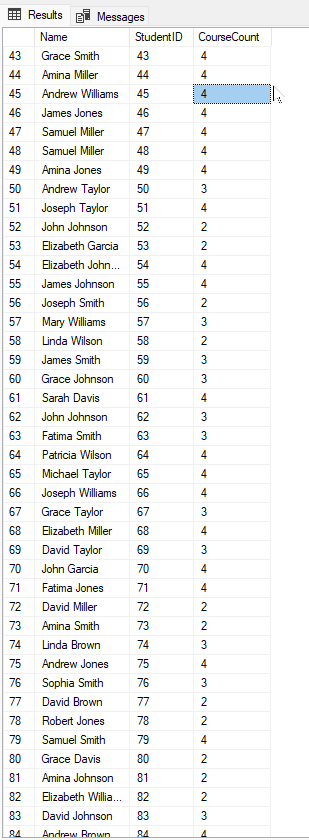 Results Messages
Name StudentID CourseCount
43 Grace Smith 43 4
44 Amina Miller 44 4
45 Andrew Williams 45 4
46 James Jones 46 4
47 Samuel Miller 47 4
48 Samuel Miller 48 4
49 Amina Jones 49 4
50 Andrew Taylor 50 3
51 Joseph Taylor 51 4
52 John Johnson 52 2
53 Elizabeth Garcia 53 2
54 Elizabeth John... 54 4
55 James Johnson 55 4
56 Joseph Smith 56 2
57 Mary Williams 57 3
58 Linda Wilson 58 2
59 James Smith 59 3
60 Grace Johnson 60 3
61 Sarah Davis 61 4
62 John Johnson 62 3
63 Fatima Smith 63 3
64 Patricia Wilson 64 4
65 Michael Taylor 65 4
66 Joseph Williams 66 4
67 Grace Taylor 67 3
68 Elizabeth Miller 68 4
69 David Taylor 69 3
70 John Garcia 70 4
71 Fatima Jones 71 4
72 David Miller 72 2
73 Amina Smith 73 2
74 Linda Brown 74 3
75 Andrew Jones 75 4
76 Sophia Smith 76 3
77 David Brown 77 2
78 Robert Jones 78 2
79 Samuel Smith 79 4
80 Grace Davis 80 2
81 Amina Johnson 81 2
82 Elizabeth Willia... 82 2
83 David Johnson 83 3
84 Andrew Brown 84 4